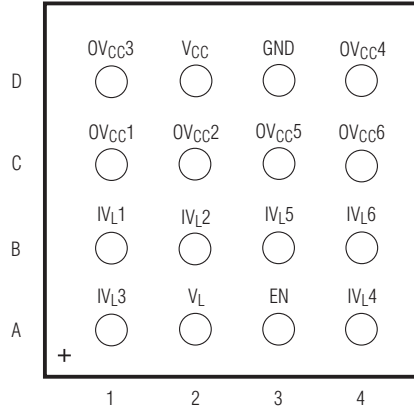 OVCC3 VCC GND OVCC4
D
OVCC1 OVCC2 OVCC5 OVCC6
C
IVL1 IVL2 IVL5 IVL6
B
IVL3 VL EN IVL4
A
+
1 2 3 4